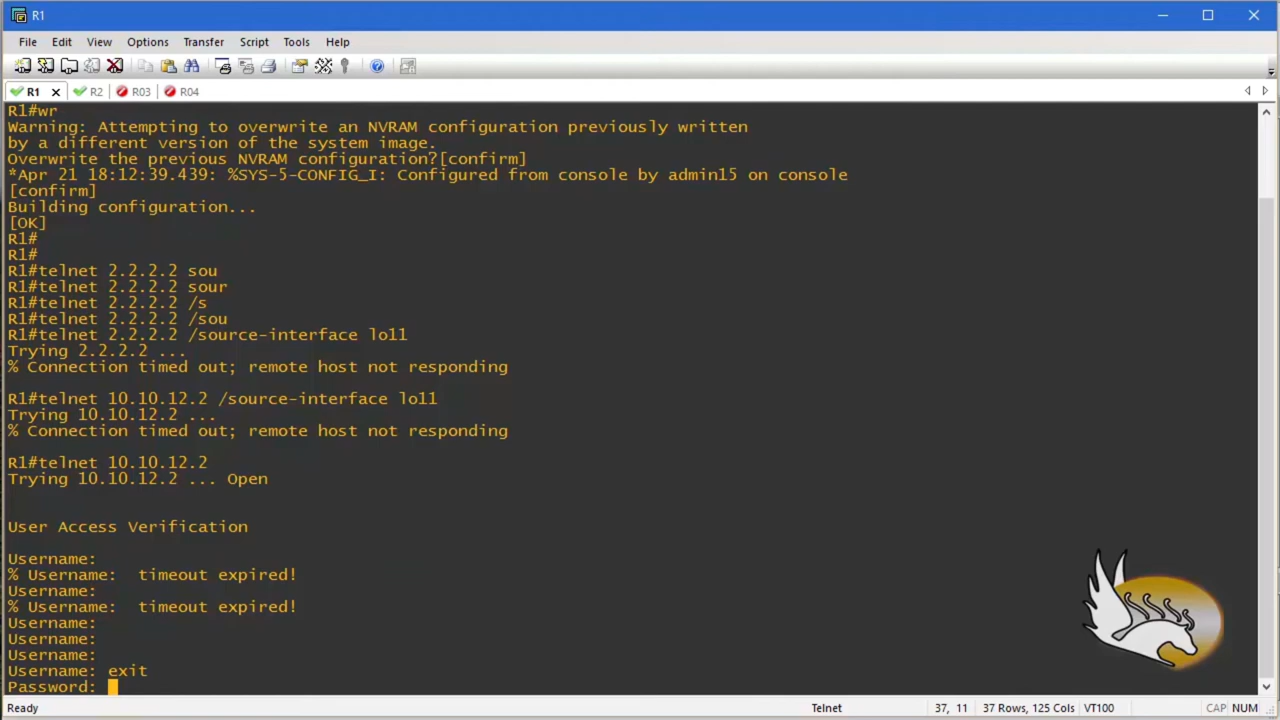 R1
File Edit View Options Transfer Script Tools Help
R1 R2 R03 R04
R1#wr
Warning: Attempting to overwrite an NVRAM configuration previously written
by a different version of the system image.
Overwrite the previous NVRAM configuration?[confirm]
*Apr 21 18:12:39.439: %SYS-5-CONFIG_I: Configured from console by admin15 on console
[confirm]
Building configuration...
[OK]
R1#
R1#
R1#telnet 2.2.2.2 sou
R1#telnet 2.2.2.2 sour
R1#telnet 2.2.2.2 /s
R1#telnet 2.2.2.2 /sou
R1#telnet 2.2.2.2 /source-interface lo11
Trying 2.2.2.2 ...
% Connection timed out; remote host not responding
R1#telnet 10.10.12.2 /source-interface lo11
Trying 10.10.12.2 ...
% Connection timed out; remote host not responding
R1#telnet 10.10.12.2
Trying 10.10.12.2 ... Open
User Access Verification
Username:
% Username:  timeout expired!
Username:
% Username:  timeout expired!
Username:
Username:
Username:
Username: exit
Password:
Ready Telnet 37, 11 37 Rows, 125 Cols VT100 CAP NUM